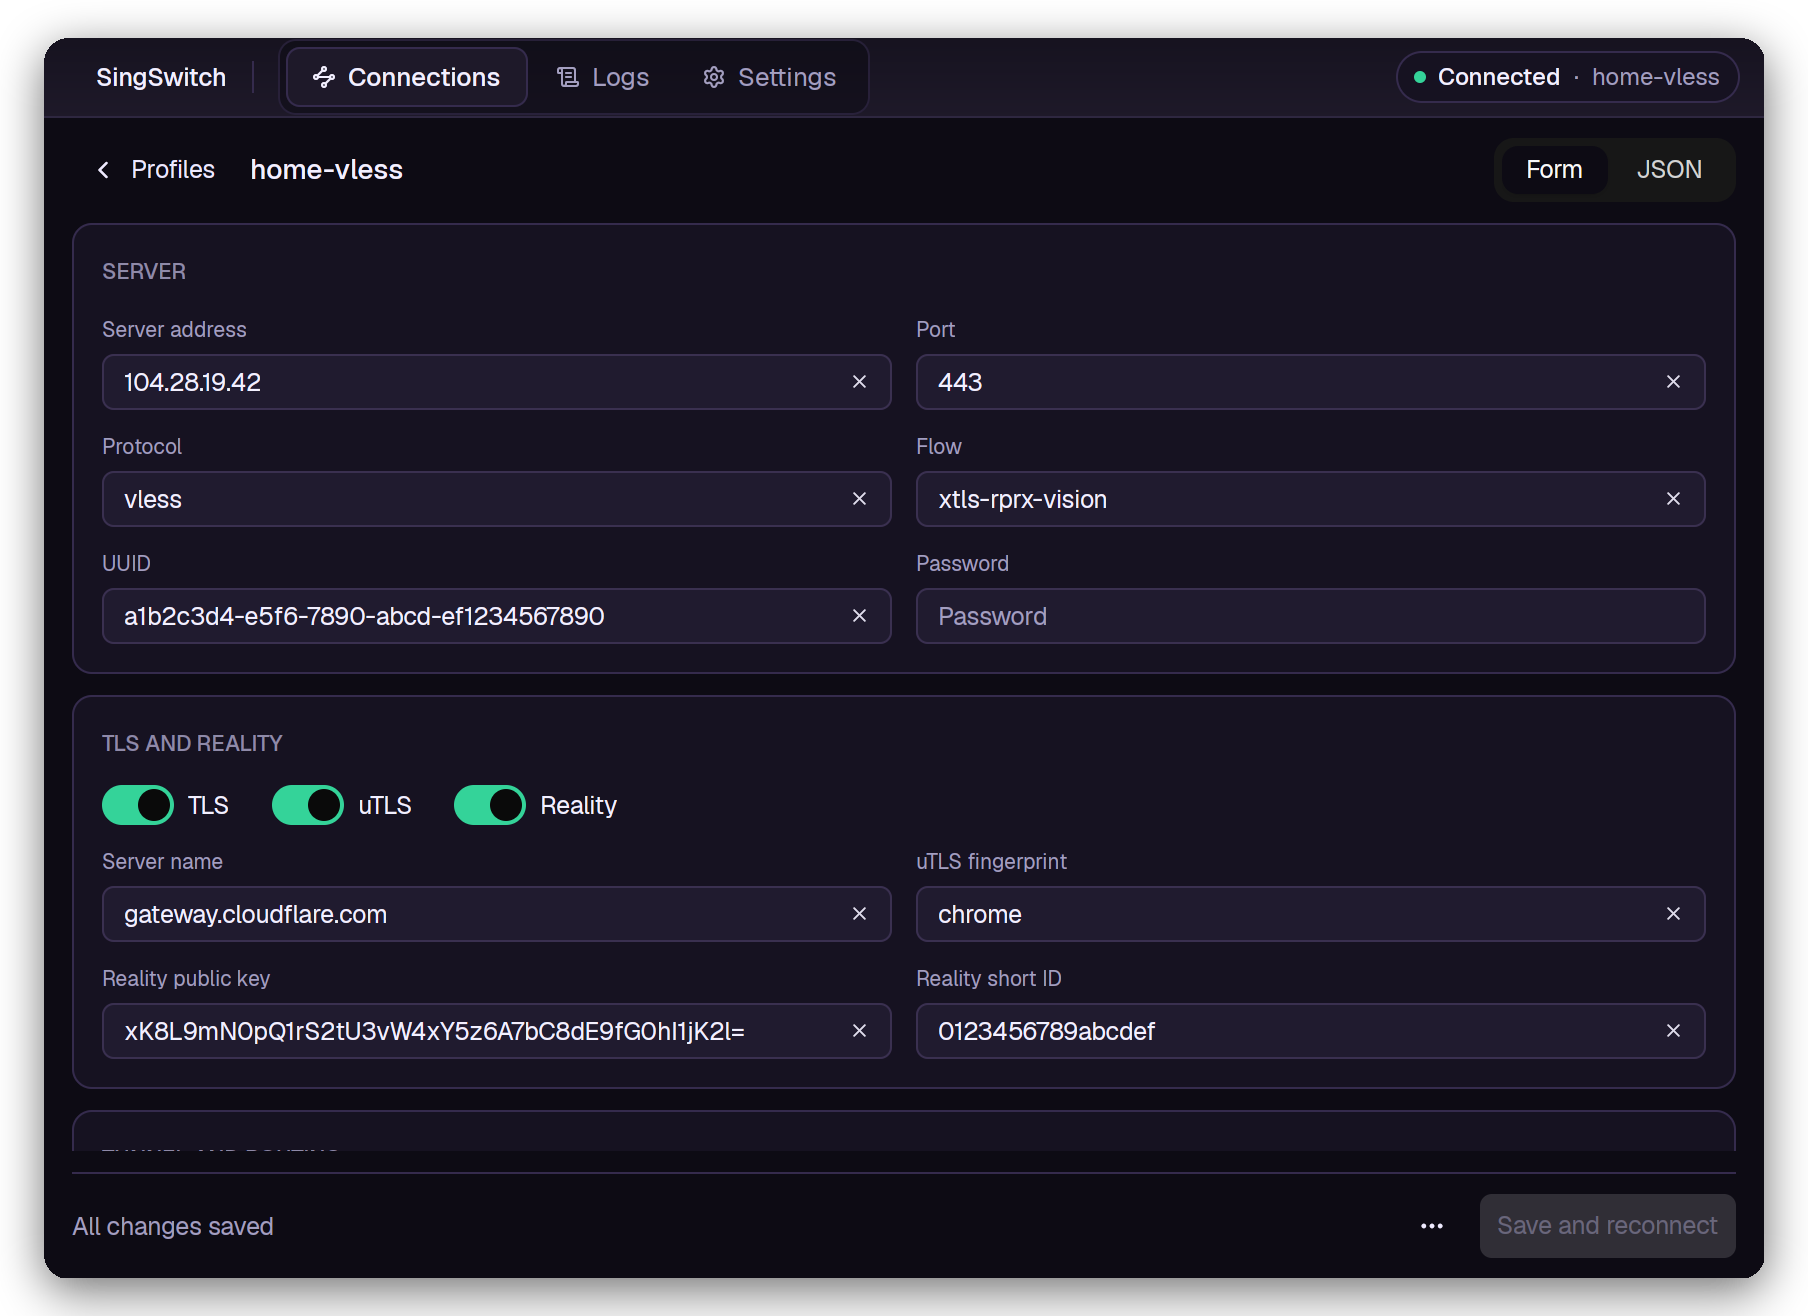 SingSwitch Connections Logs Settings Connected · home-vless
Profiles home-vless Form JSON
SERVER
Server address Port
104.28.19.42 443
Protocol Flow
vless xtls-rprx-vision
UUID Password
a1b2c3d4-e5f6-7890-abcd-ef1234567890 Password
TLS AND REALITY
TLS uTLS Reality
Server name uTLS fingerprint
gateway.cloudflare.com chrome
Reality public key Reality short ID
xK8L9mN0pQ1rS2tU3vW4xY5z6A7bC8dE9fG0hI1jK2l= 0123456789abcdef
All changes saved ••• Save and reconnect